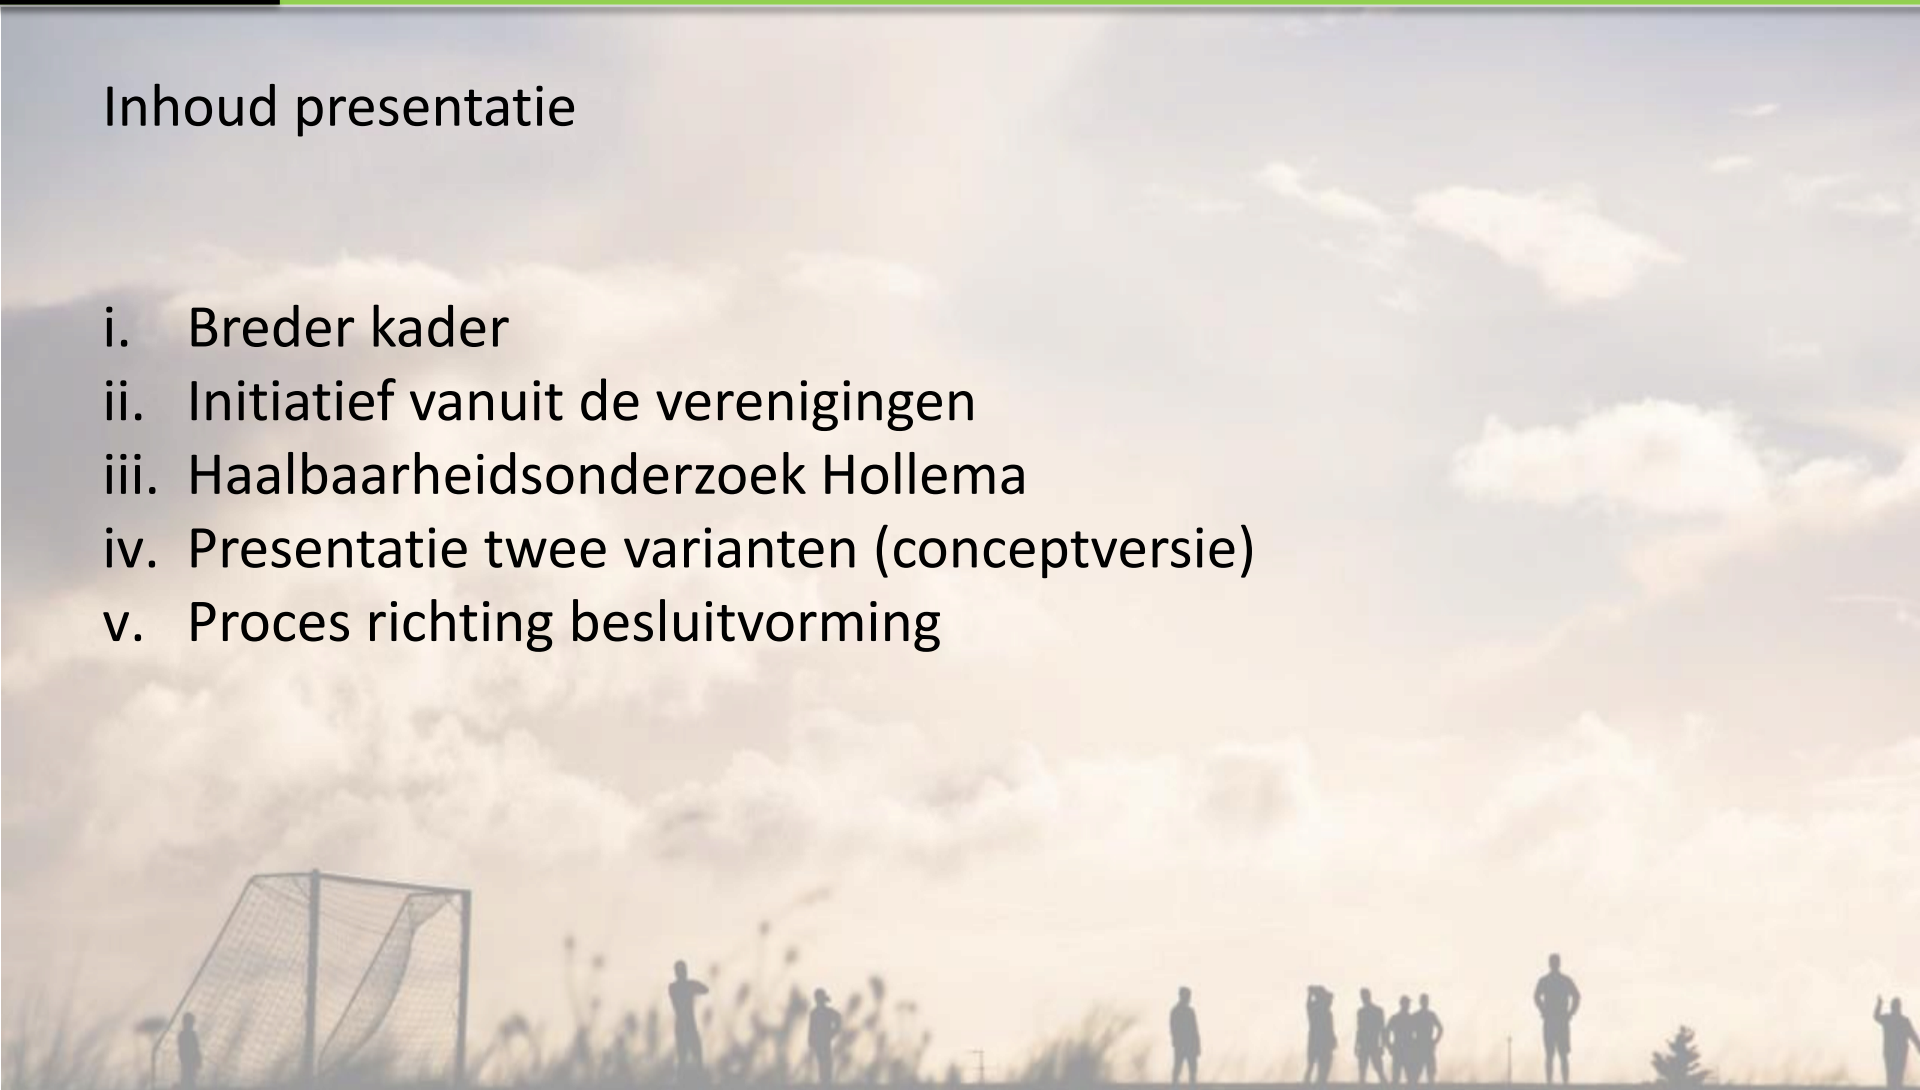 Inhoud presentatie
i. Breder kader
ii. Initiatief vanuit de verenigingen
iii. Haalbaarheidsonderzoek Hollema
iv. Presentatie twee varianten (conceptversie)
v. Proces richting besluitvorming